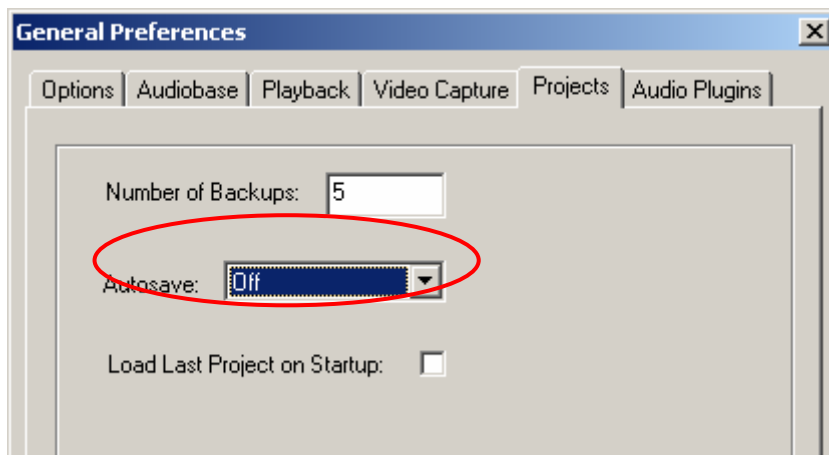 General Preferences
Options Audiobase Playback Video Capture Projects Audio Plugins
Number of Backups: 5
Autosave: Off
Load Last Project on Startup: